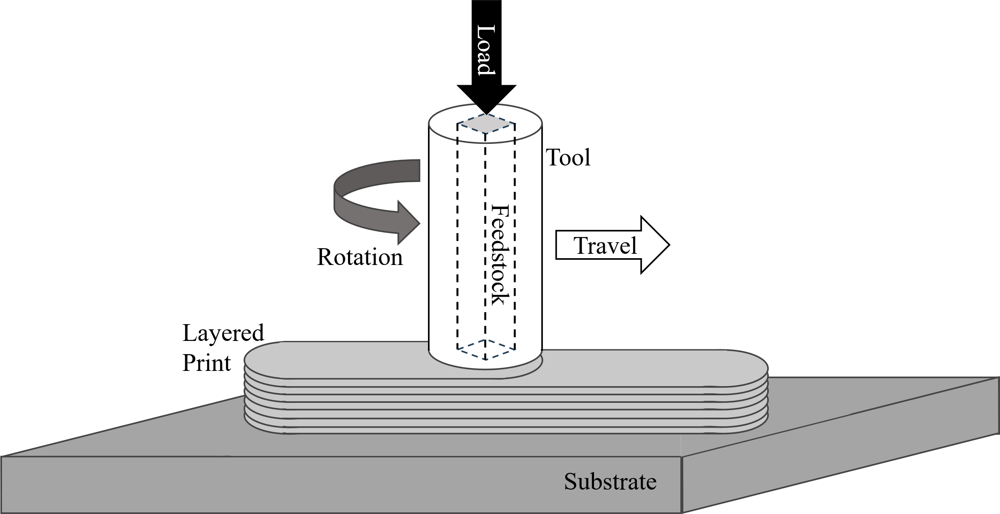 Load
Tool
Feedstock
Travel
Rotation
Layered
Print
Substrate